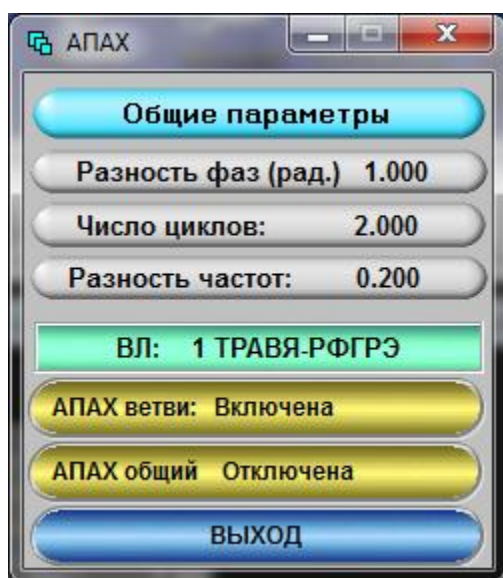 АПАХ
Общие параметры
Разность фаз (рад.) 1.000
Число циклов: 2.000
Разность частот: 0.200
ВЛ: 1 ТРАВЯ-РФГРЭ
АПАХ ветви: Включена
АПАХ общий Отключена
ВЫХОД